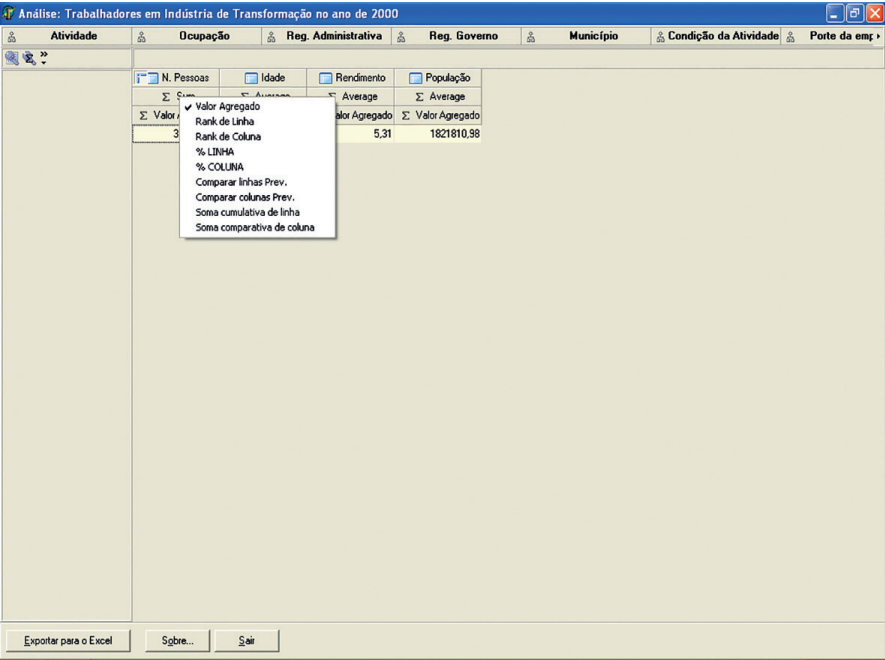 Análise: Trabalhadores em Indústria de Transformação no ano de 2000
Atividade Ocupação Reg. Administrativa Reg. Governo Município Condição da Atividade Porte da
N. Pessoas Idade Rendimento População
Σ Σ Σ Average Σ Average
Σ Agregado Σ Valor Agregado
3 5,31 1821810,98
Valor Agregado
Rank de Linha
Rank de Coluna
% LINHA
% COLUNA
Comparar linhas Prev.
Comparar colunas Prev.
Soma cumulativa de linha
Soma comparativa de coluna
Exportar para o Excel Sobre... Sair